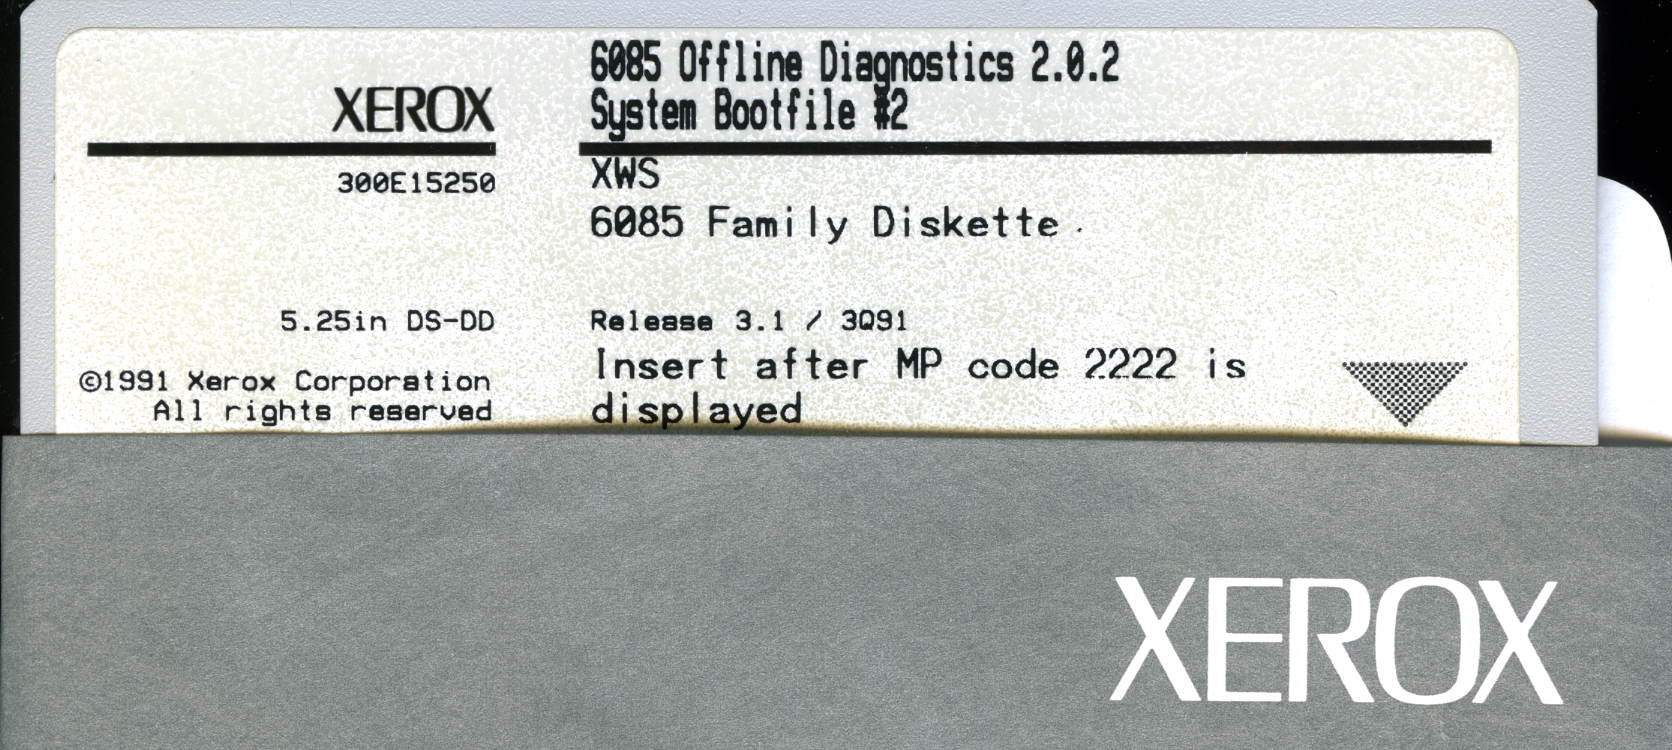 XEROX
300E15250
5.25in DS-DD
©1991 Xerox Corporation
All rights reserved
6085 Offline Diagnostics 2.0.2
System Bootfile #2
XWS
6085 Family Diskette
Release 3.1 / 3Q91
Insert after MP code 2222 is
displayed
XEROX